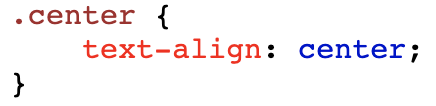 .center {
    text-align: center;
}